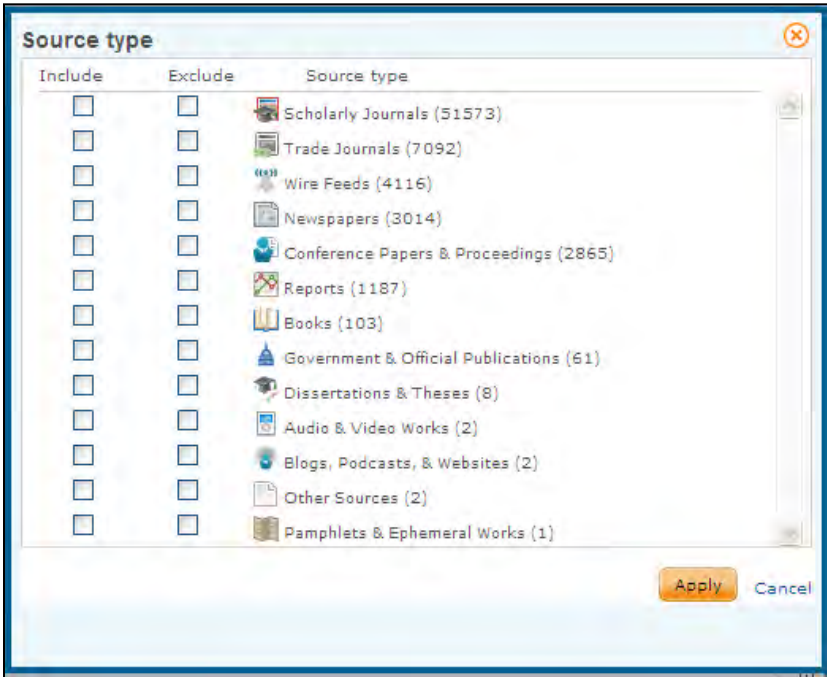 Source type
Include Exclude Source type
Scholarly Journals (51573)
Trade Journals (7092)
Wire Feeds (4116)
Newspapers (3014)
Conference Papers & Proceedings (2865)
Reports (1187)
Books (103)
Government & Official Publications (61)
Dissertations & Theses (8)
Audio & Video Works (2)
Blogs, Podcasts, & Websites (2)
Other Sources (2)
Pamphlets & Ephemeral Works (1)
Apply Cancel